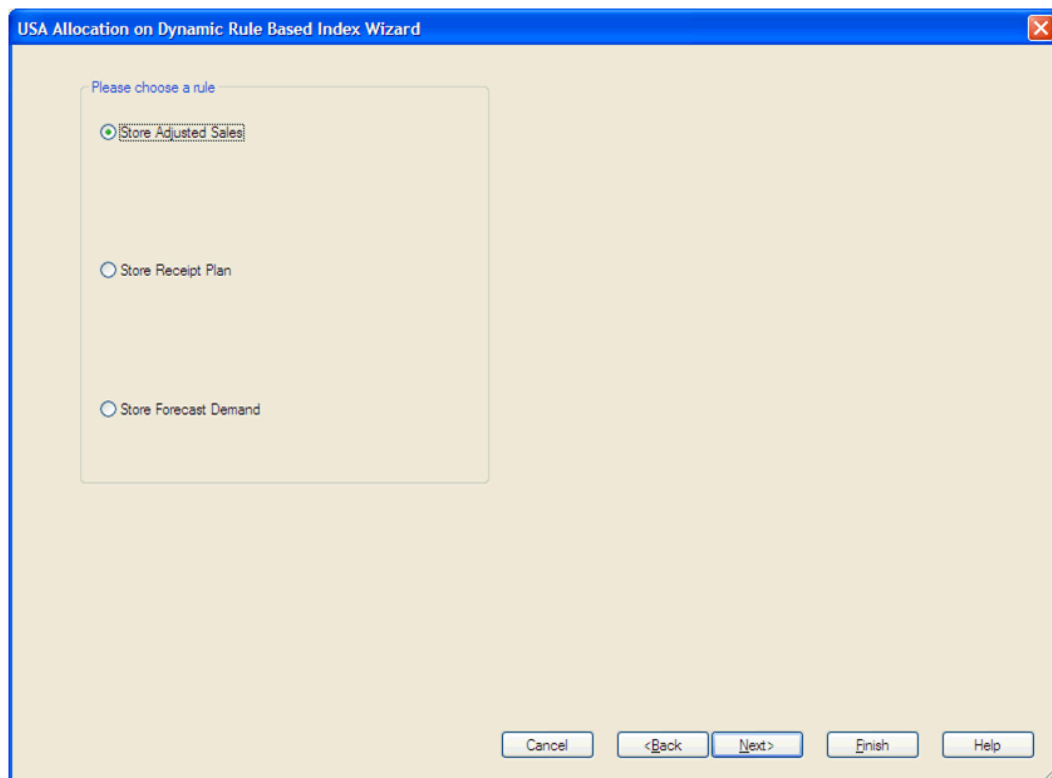 USA Allocation on Dynamic Rule Based Index Wizard
Please choose a rule
Store Adjusted Sales
Store Receipt Plan
Store Forecast Demand
Cancel <Back Next> Finish Help